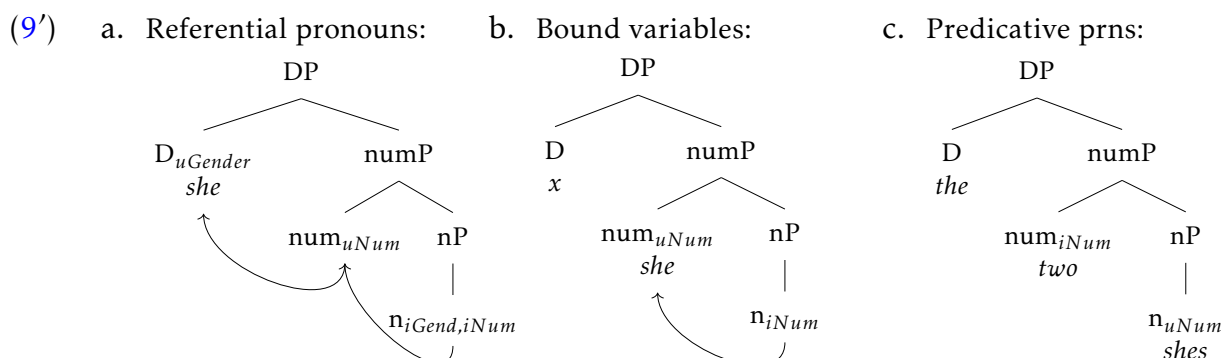 (9′) a. Referential pronouns: b. Bound variables: c. Predicative prns:
DP DP DP
D_uGender numP D numP D numP
she x the
num_uNum nP num_uNum nP num_iNum nP
she two
n_iGend,iNum n_iNum n_uNum
shes